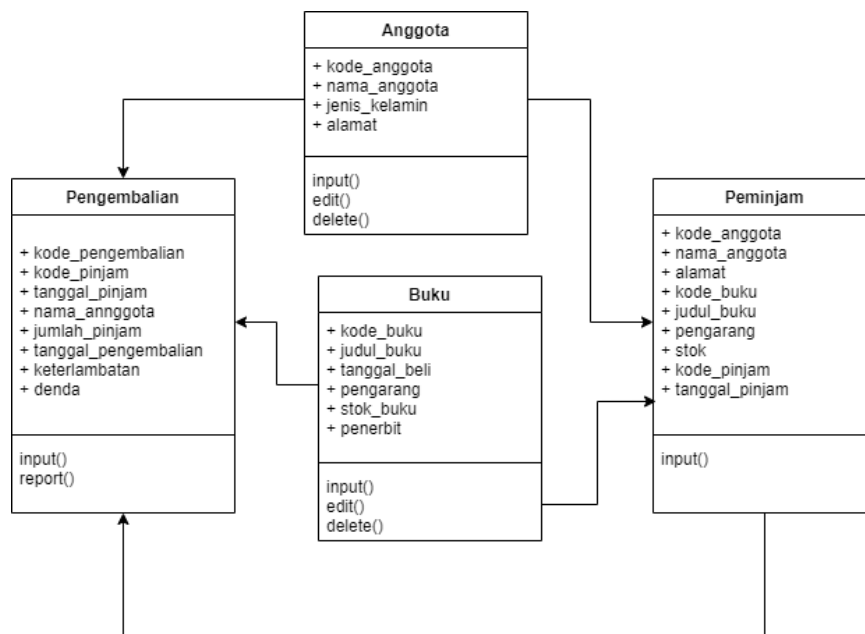 Anggota
+ kode_anggota
+ nama_anggota
+ jenis_kelamin
+ alamat
input()
edit()
delete()
Pengembalian
+ kode_pengembalian
+ kode_pinjam
+ tanggal_pinjam
+ nama_annggota
+ jumlah_pinjam
+ tanggal_pengembalian
+ keterlambatan
+ denda
input()
report()
Buku
+ kode_buku
+ judul_buku
+ tanggal_beli
+ pengarang
+ stok_buku
+ penerbit
input()
edit()
delete()
Peminjam
+ kode_anggota
+ nama_anggota
+ alamat
+ kode_buku
+ judul_buku
+ pengarang
+ stok
+ kode_pinjam
+ tanggal_pinjam
input()